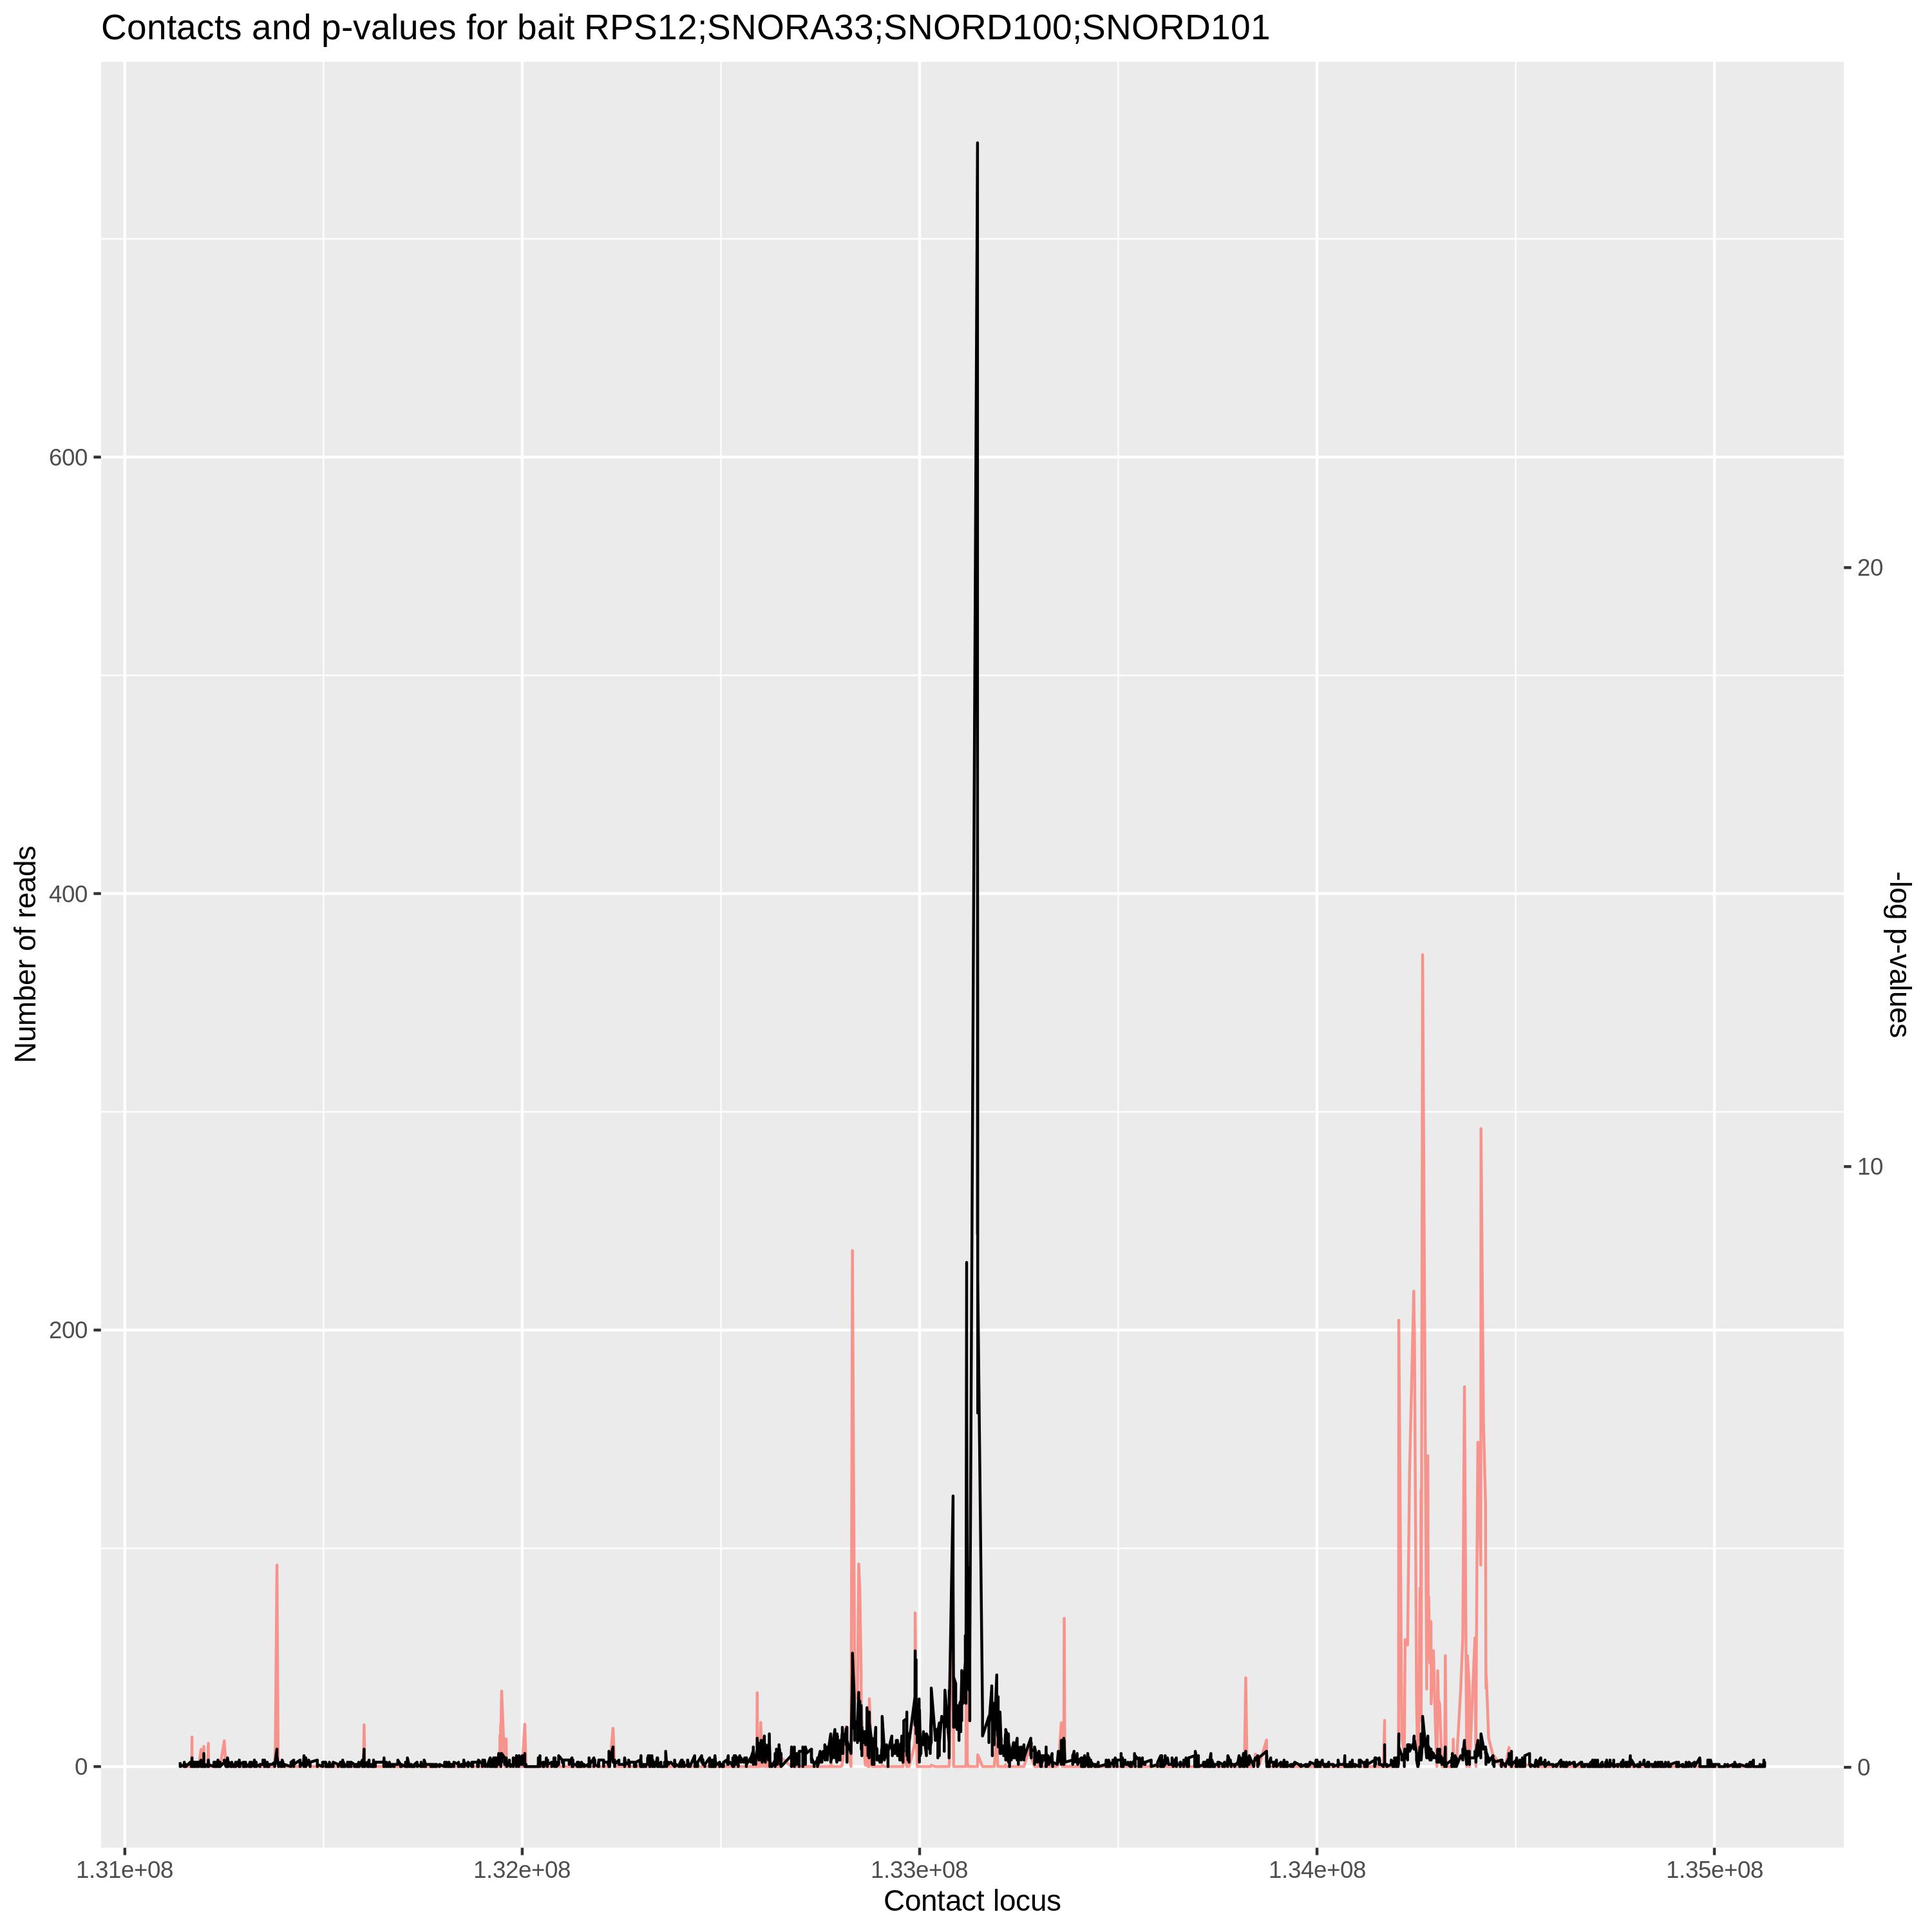 Contacts and p-values for bait RPS12;SNORA33;SNORD100;SNORD101
600
400
200
0
Number of reads
20
10
0
-log p-values
1.31e+08
1.32e+08
1.33e+08
1.34e+08
1.35e+08
Contact locus